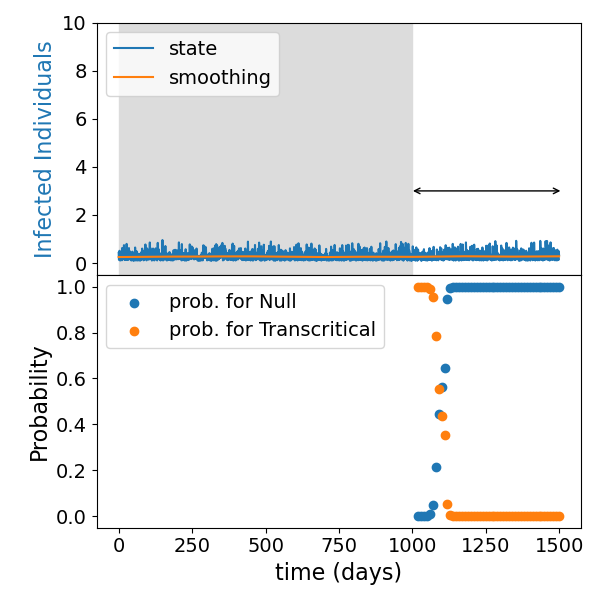 10
8
6
4
2
0
Infected Individuals
state
smoothing
1.0
0.8
0.6
0.4
0.2
0.0
Probability
prob. for Null
prob. for Transcritical
0 250 500 750 1000 1250 1500
time (days)